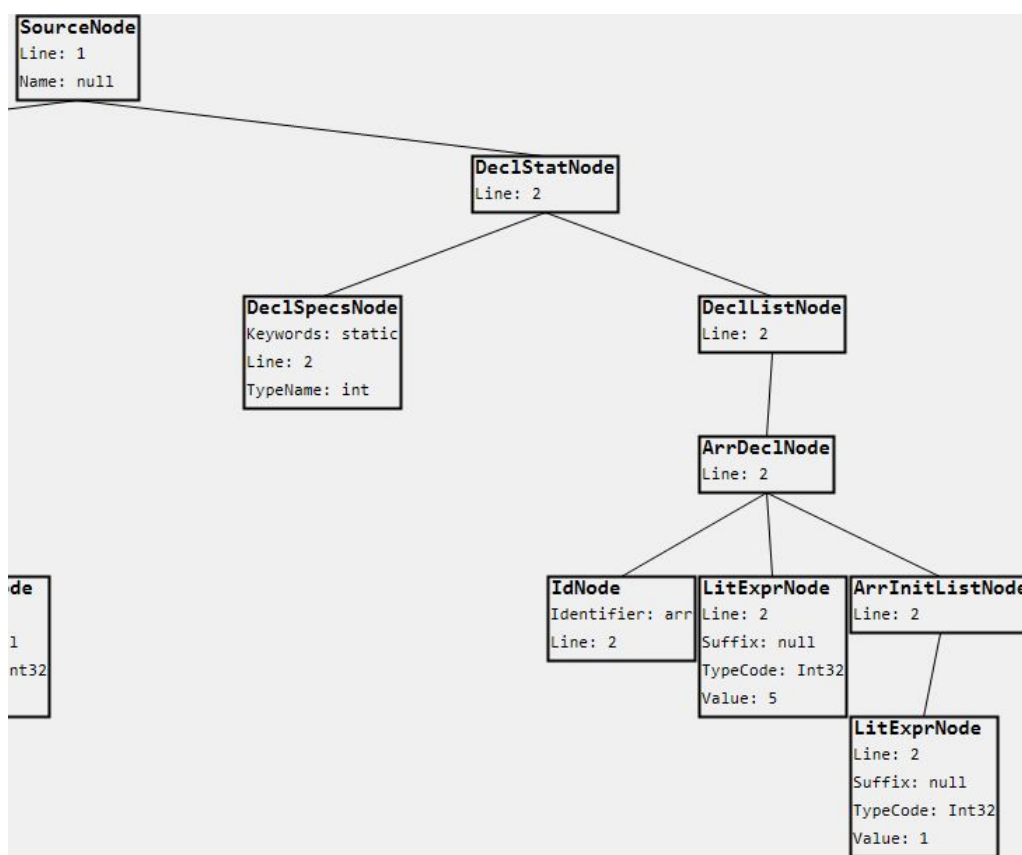 SourceNode
Line: 1
Name: null
DeclStatNode
Line: 2
DeclSpecsNode
Keywords: static
Line: 2
TypeName: int
DeclListNode
Line: 2
ArrDeclNode
Line: 2
de
l
nt32
IdNode
Identifier: arr
Line: 2
LitExprNode
Line: 2
Suffix: null
TypeCode: Int32
Value: 5
ArrInitListNode
Line: 2
LitExprNode
Line: 2
Suffix: null
TypeCode: Int32
Value: 1